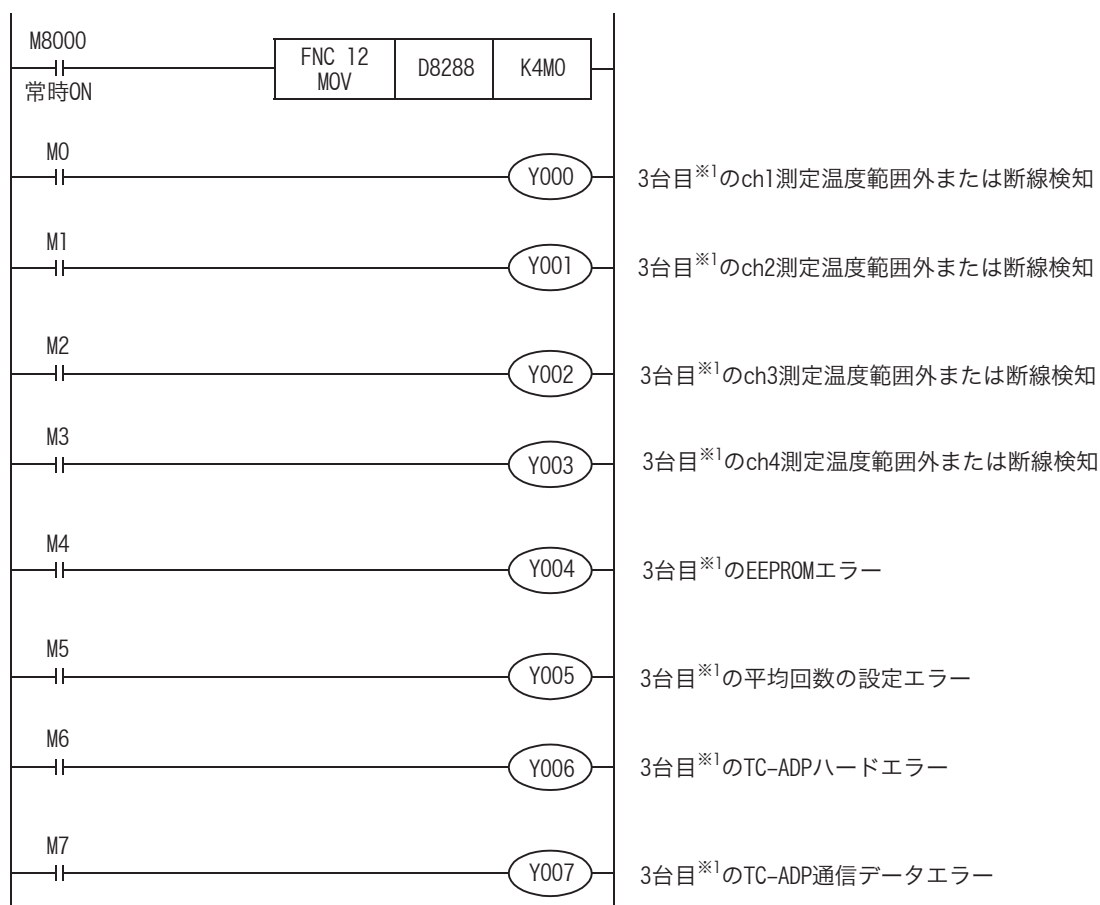 M8000
FNC 12
MOV
D8288
K4M0
常時ON
M0
Y000
3台目※1のch1測定温度範囲外または断線検知
M1
Y001
3台目※1のch2測定温度範囲外または断線検知
M2
Y002
3台目※1のch3測定温度範囲外または断線検知
M3
Y003
3台目※1のch4測定温度範囲外または断線検知
M4
Y004
3台目※1のEEPROMエラー
M5
Y005
3台目※1の平均回数の設定エラー
M6
Y006
3台目※1のTC-ADPハードエラー
M7
Y007
3台目※1のTC-ADP通信データエラー